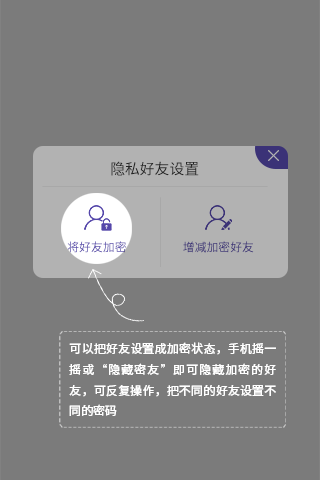 隐私好友设置
将好友加密
增减加密好友
可以把好友设置成加密状态，手机摇一
摇或“隐藏密友”即可隐藏加密的好
友，可反复操作，把不同的好友设置不
同的密码